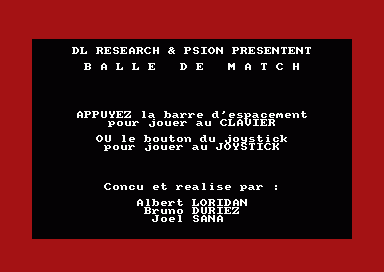 DL RESEARCH & PSION PRESENTENT
B A L L E   D E   M A T C H
APPUYEZ la barre d'espacement
pour jouer au CLAVIER
OU le bouton du joystick
pour jouer au JOYSTICK
Concu et realise par :
Albert LORIDAN
Bruno DURIEZ
Joel SANA